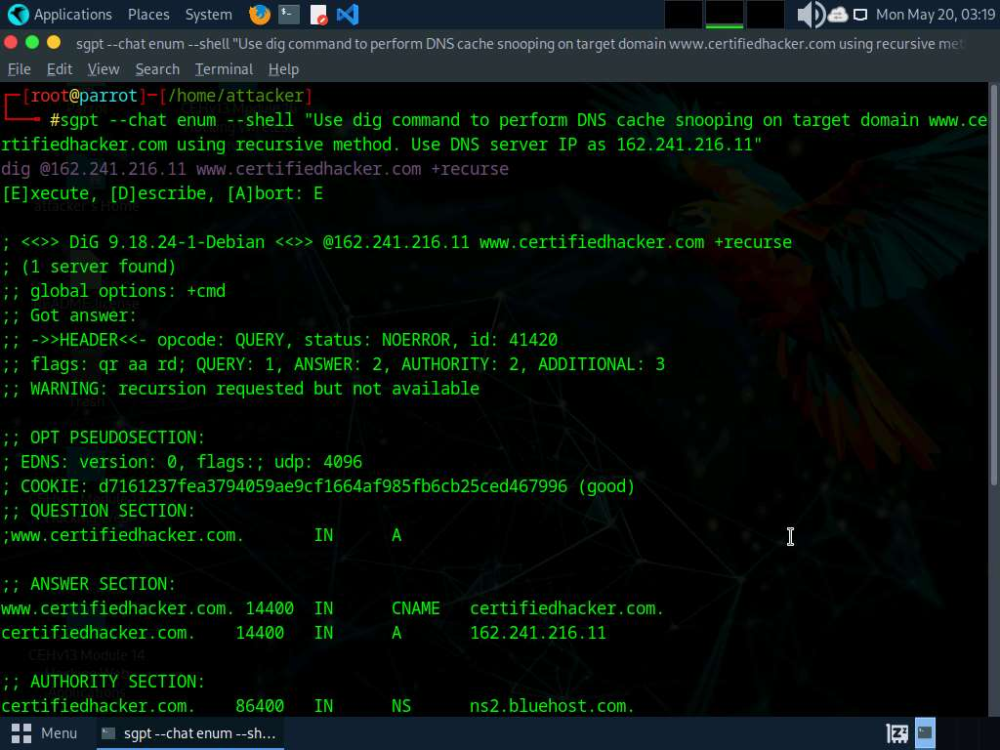 Applications Places System Mon May 20, 03:19
sgpt --chat enum --shell "Use dig command to perform DNS cache snooping on target domain www.certifiedhacker.com using recursive met
File Edit View Search Terminal Help
[root@parrot]─[/home/attacker]
#sgpt --chat enum --shell "Use dig command to perform DNS cache snooping on target domain www.ce
rtifiedhacker.com using recursive method. Use DNS server IP as 162.241.216.11"
dig @162.241.216.11 www.certifiedhacker.com +recurse
[E]xecute, [D]escribe, [A]bort: E
attacker's Home
; <<>> DiG 9.18.24-1-Debian <<>> @162.241.216.11 www.certifiedhacker.com +recurse
; (1 server found)
;; global options: +cmd
;; Got answer:
;; ->>HEADER<<- opcode: QUERY, status: NOERROR, id: 41420
;; flags: qr aa rd; QUERY: 1, ANSWER: 2, AUTHORITY: 2, ADDITIONAL: 3
;; WARNING: recursion requested but not available
Trash
;; OPT PSEUDOSECTION:
; EDNS: version: 0, flags:; udp: 4096
; COOKIE: d7161237fea3794059ae9cf1664af985fb6cb25ced467996 (good)
;; QUESTION SECTION:
;www.certifiedhacker.com. IN A
;; ANSWER SECTION:
www.certifiedhacker.com. 14400 IN CNAME certifiedhacker.com.
certifiedhacker.com. 14400 IN A 162.241.216.11
CEHv13 Module 14
;; AUTHORITY SECTION:
certifiedhacker.com. 86400 IN NS ns2.bluehost.com.
Menu sgpt --chat enum --sh...